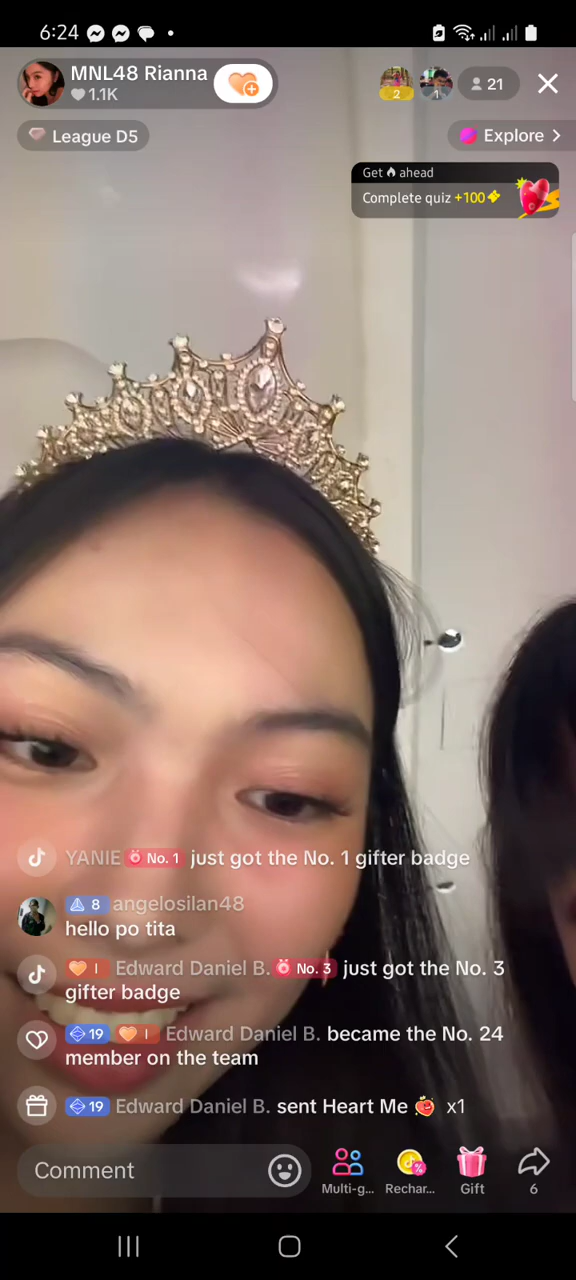 6:24
MNL48 Rianna
1.1K
2
1
21
League D5
Explore
Get ahead
Complete quiz +100
YANIE No. 1 just got the No. 1 gifter badge
8 angelosilan48
hello po tita
I Edward Daniel B. No. 3 just got the No. 3
gifter badge
19 I Edward Daniel B. became the No. 24
member on the team
19 Edward Daniel B. sent Heart Me x1
Comment
Multi-g...
Rechar...
Gift
6